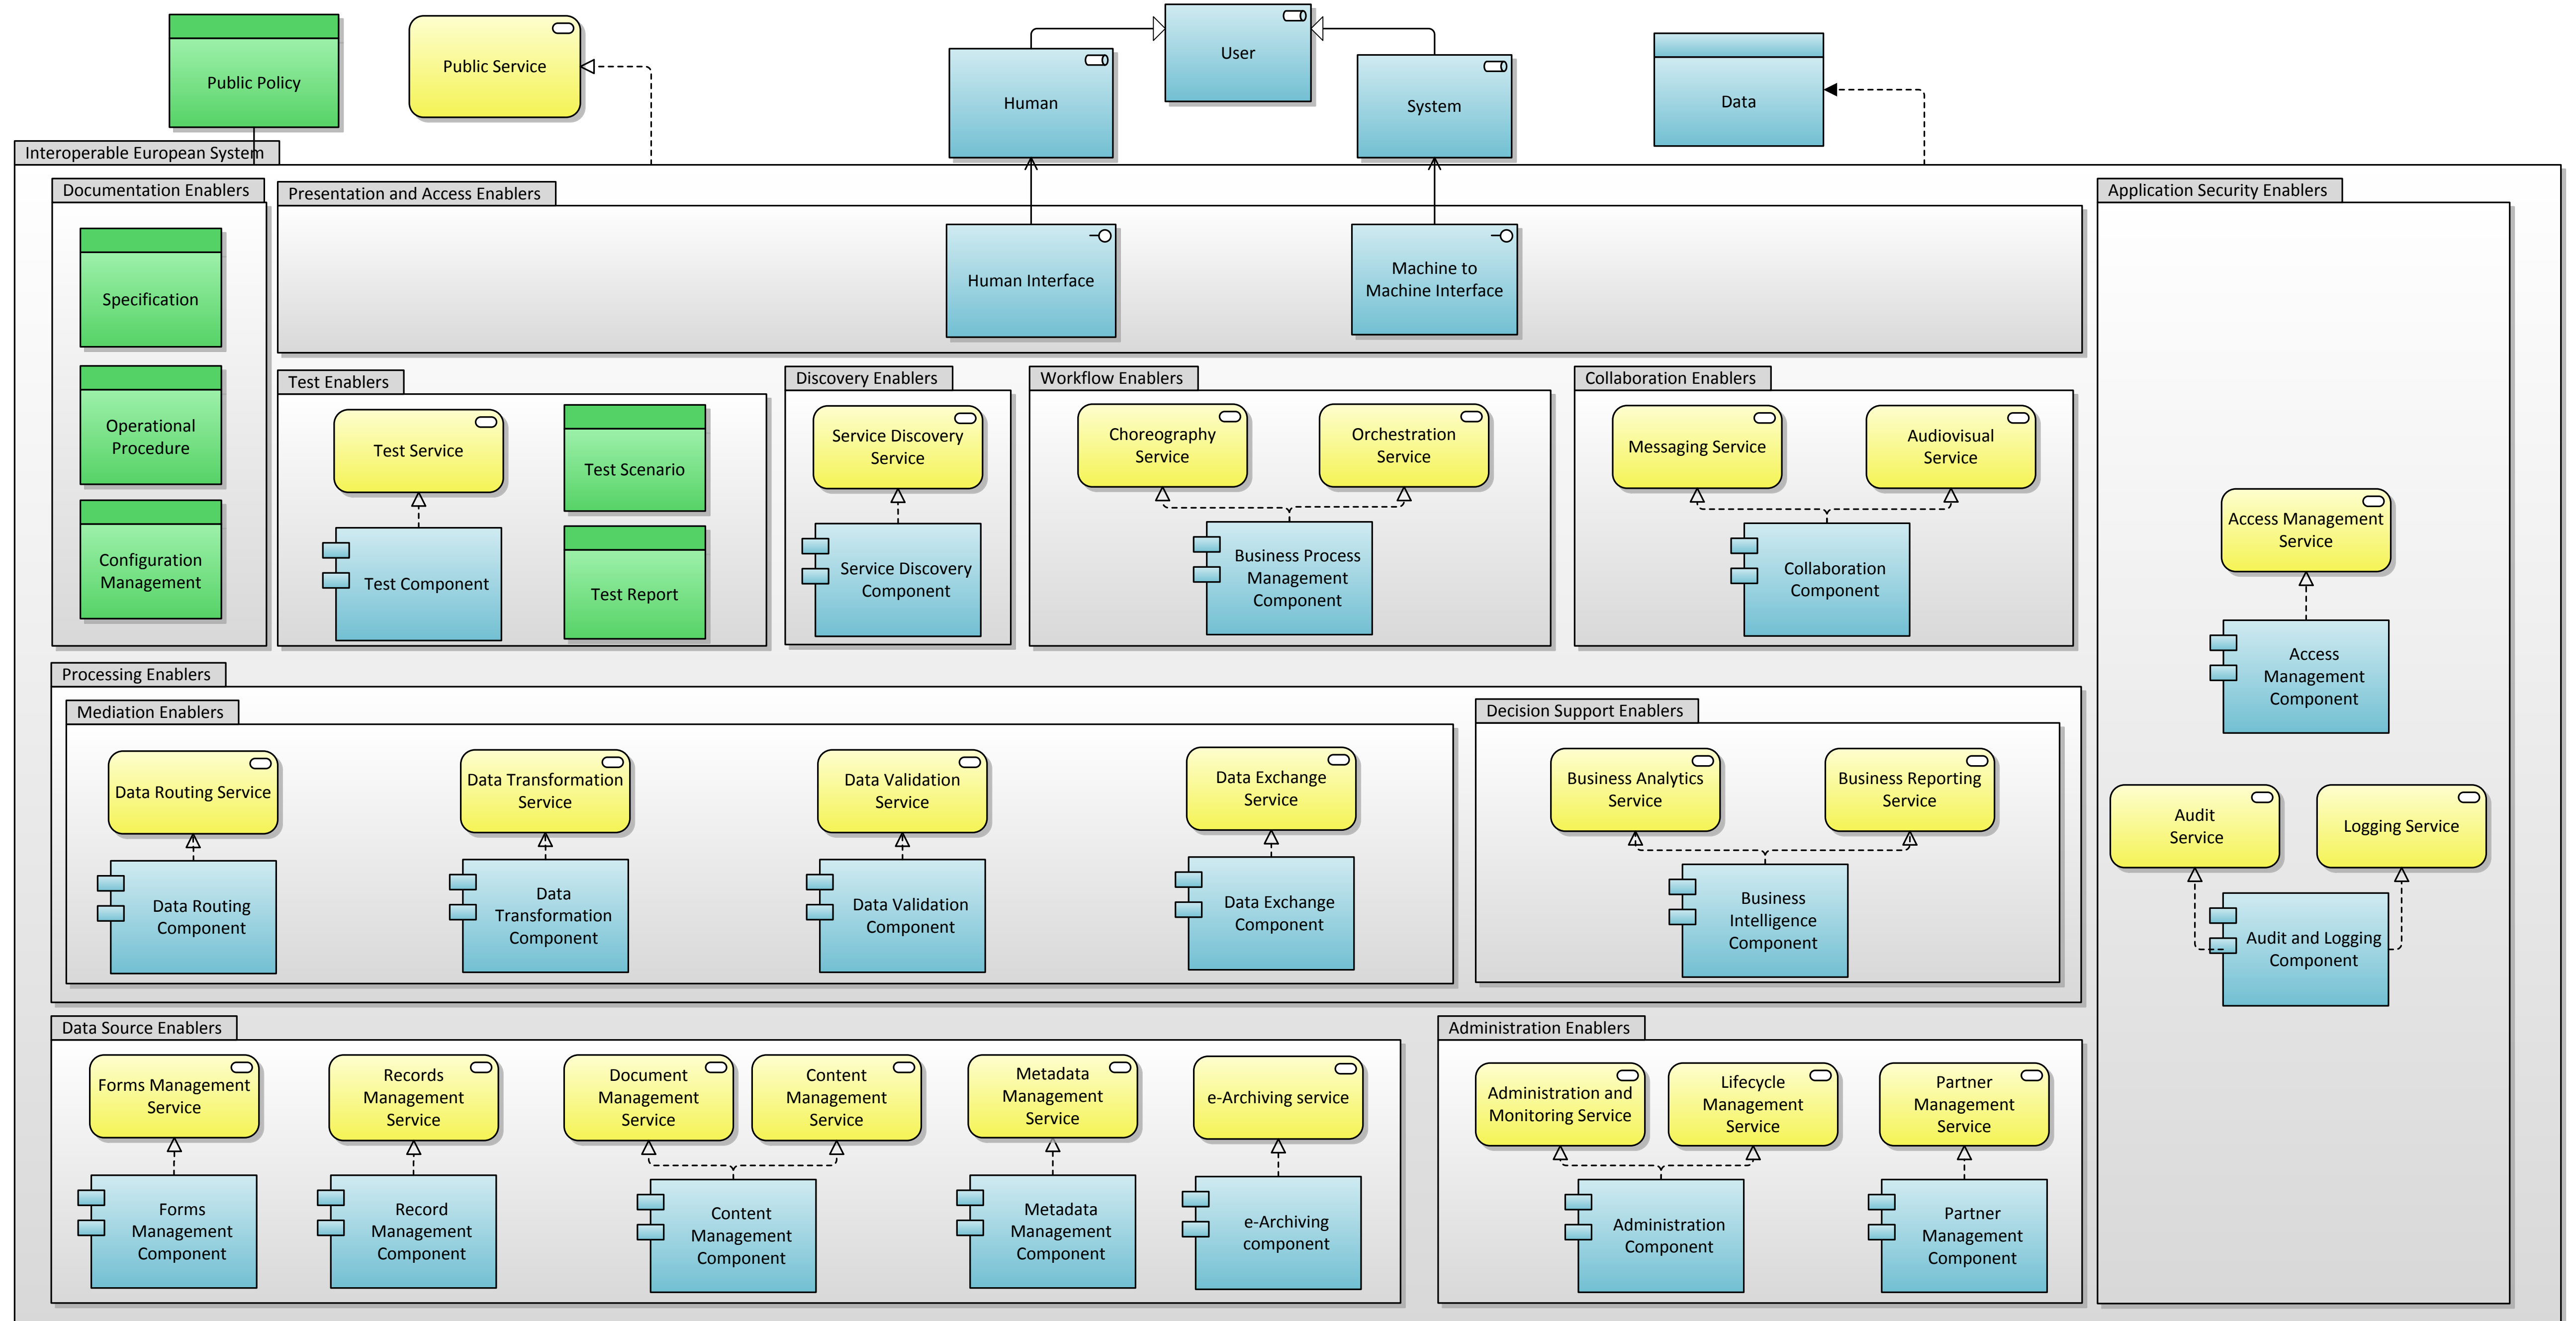 Public Policy
Public Service
User
Human
System
Data
Interoperable European System
Documentation Enablers
Specification
Operational
Procedure
Configuration
Management
Presentation and Access Enablers
Human Interface
Machine to
Machine Interface
Test Enablers
Test Service
Test Component
Test Scenario
Test Report
Discovery Enablers
Service Discovery
Service
Service Discovery
Component
Workflow Enablers
Choreography
Service
Orchestration
Service
Business Process
Management
Component
Collaboration Enablers
Messaging Service
Audiovisual
Service
Collaboration
Component
Application Security Enablers
Access Management
Service
Access
Management
Component
Audit
Service
Logging Service
Audit and Logging
Component
Processing Enablers
Mediation Enablers
Data Routing Service
Data Routing
Component
Data Transformation
Service
Data
Transformation
Component
Data Validation
Service
Data Validation
Component
Data Exchange
Service
Data Exchange
Component
Decision Support Enablers
Business Analytics
Service
Business Reporting
Service
Business
Intelligence
Component
Data Source Enablers
Forms Management
Service
Forms
Management
Component
Records
Management
Service
Record
Management
Component
Document
Management
Service
Content
Management
Service
Content
Management
Component
Metadata
Management
Service
Metadata
Management
Component
e-Archiving service
e-Archiving
component
Administration Enablers
Administration and
Monitoring Service
Lifecycle
Management
Service
Administration
Component
Partner
Management
Service
Partner
Management
Component